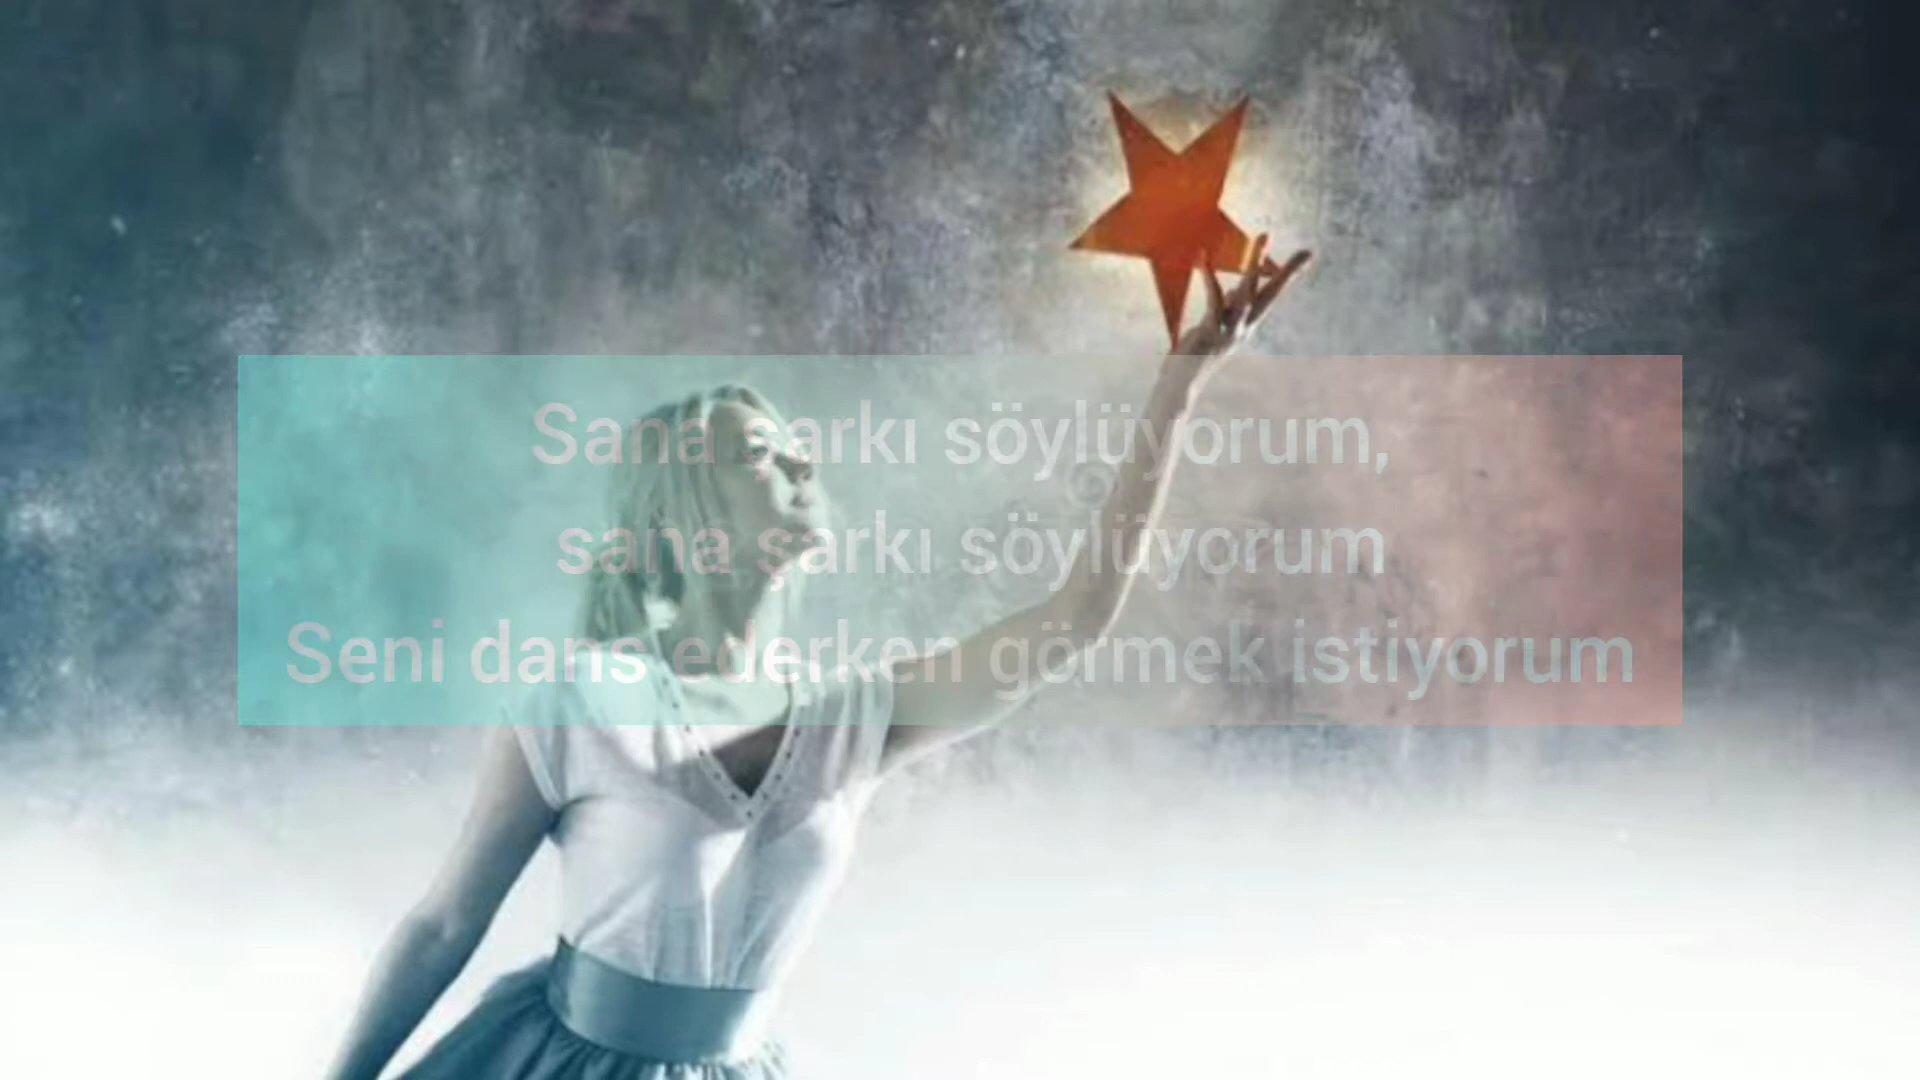 Sana şarkı söylüyorum,
sana şarkı söylüyorum
Seni dans ederken görmek istiyorum